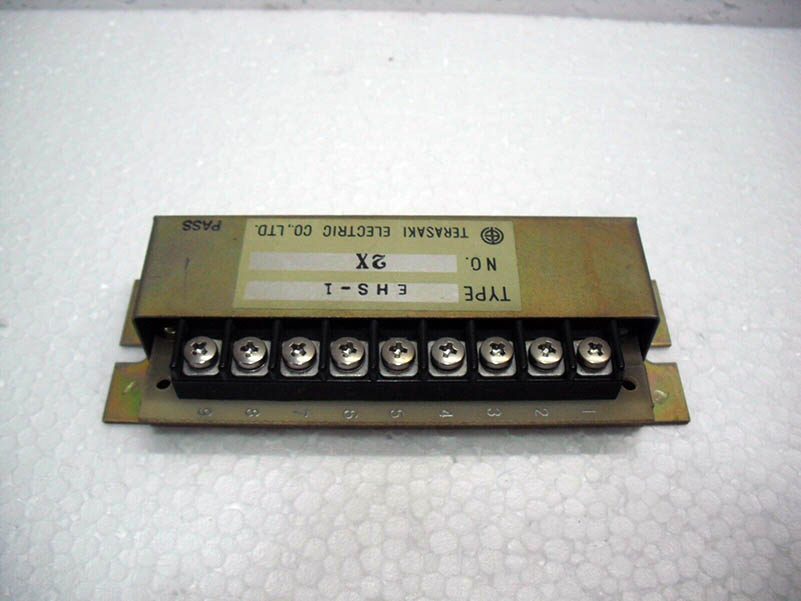 TYPE EHS-1
NO. 2X
TERASAKI ELECTRIC CO.,LTD.
PASS
1 2 3 4 5 6 7 8 9